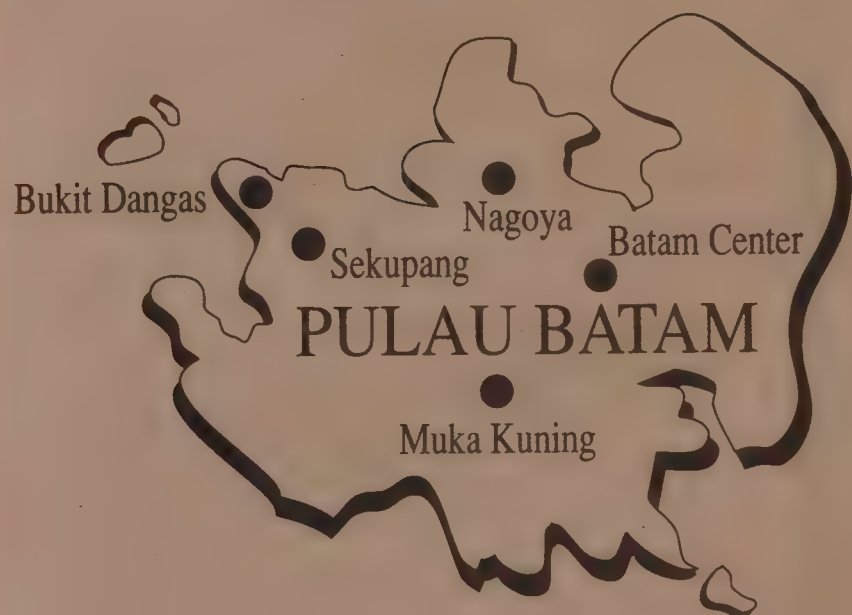 Bukit Dangas
Nagoya
Batam Center
Sekupang
PULAU BATAM
Muka Kuning